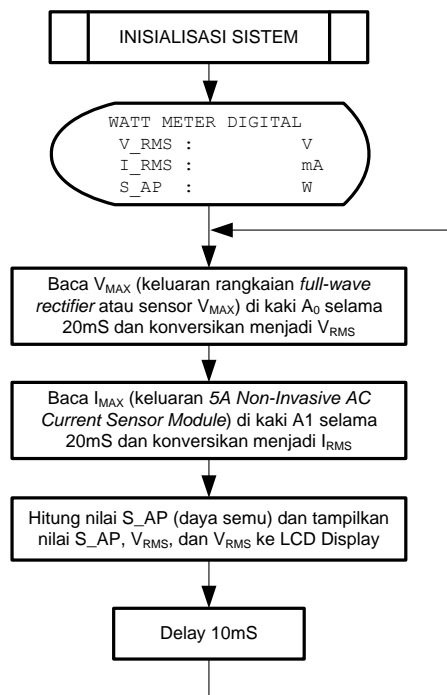 INISIALISASI SISTEM
WATT METER DIGITAL
V_RMS : V
I_RMS : mA
S_AP : W
Baca VMAX (keluaran rangkaian full-wave
rectifier atau sensor VMAX) di kaki A0 selama
20mS dan konversikan menjadi VRMS
Baca IMAX (keluaran 5A Non-Invasive AC
Current Sensor Module) di kaki A1 selama
20mS dan konversikan menjadi IRMS
Hitung nilai S_AP (daya semu) dan tampilkan
nilai S_AP, VRMS, dan VRMS ke LCD Display
Delay 10mS